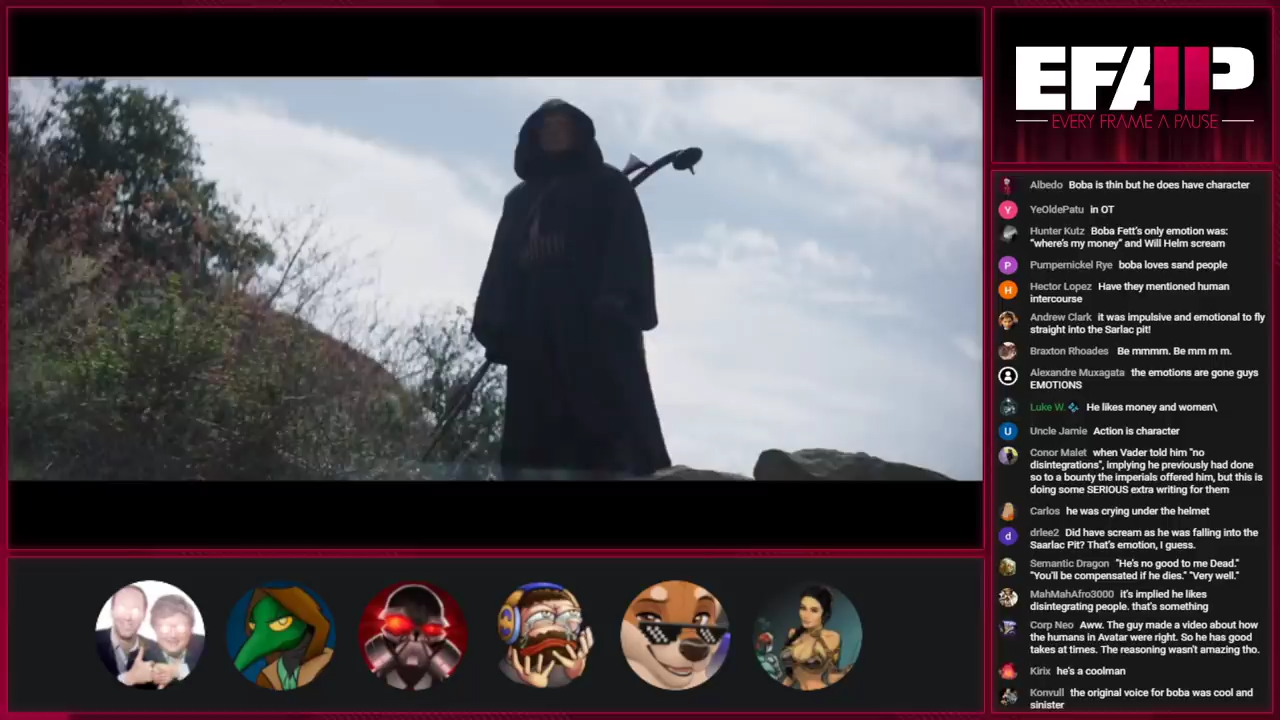 EFAP
EVERY FRAME A PAUSE
Albedo Boba is thin but he does have character
Y
YeOldePatu in OT
Hunter Kutz Boba Fett's only emotion was:
"where's my money" and Will Helm scream
P
Pumpernickel Rye boba loves sand people
H
Hector Lopez Have they mentioned human
intercourse
Andrew Clark it was impulsive and emotional to fly
straight into the Sarlac pit!
Braxton Rhoades Be mmmm. Be mm m m.
Alexandre Muxagata the emotions are gone guys
EMOTIONS
Luke W. He likes money and women\
U
Uncle Jamie Action is character
Conor Malet when Vader told him "no
disintegrations", implying he previously had done
so to a bounty the imperials offered him, but this is
doing some SERIOUS extra writing for them
Carlos he was crying under the helmet
d
drlee2 Did have scream as he was falling into the
Saarlac Pit? That's emotion, I guess.
Semantic Dragon "He's no good to me Dead."
"You'll be compensated if he dies." "Very well."
MahMahAfro3000 it's implied he likes
disintegrating people. that's something
Corp Neo Aww. The guy made a video about how
the humans in Avatar were right. So he has good
takes at times. The reasoning wasn't amazing tho.
Kirix he's a coolman
Konvull the original voice for boba was cool and
sinister